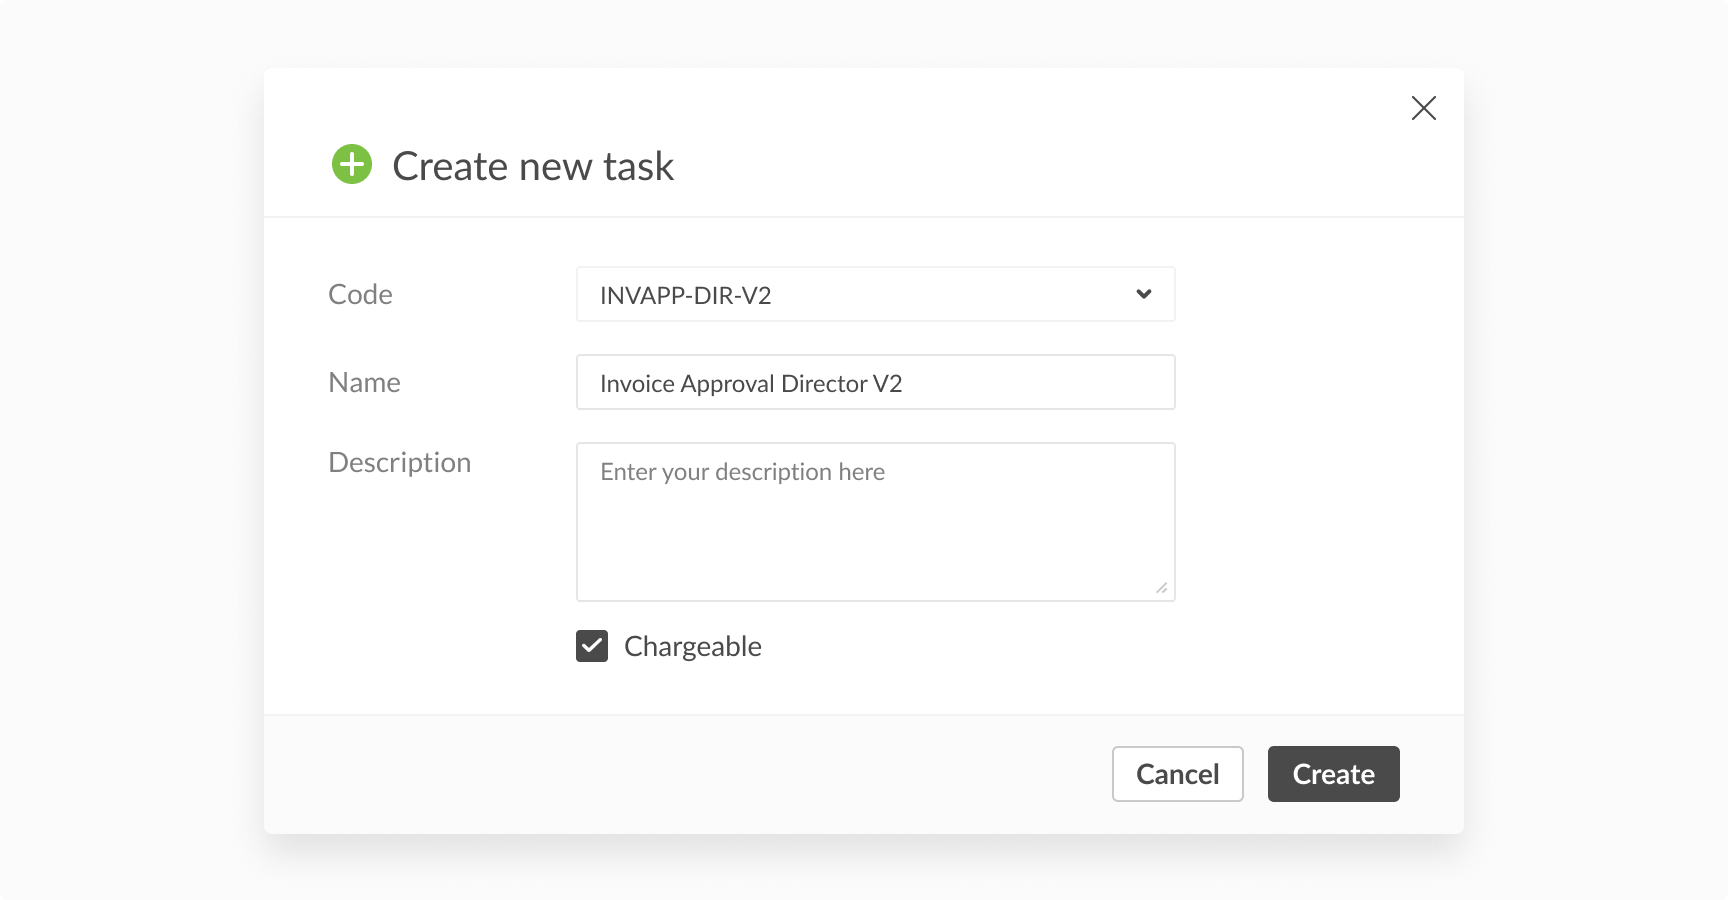 Create new task
Code
INVAPP-DIR-V2
Name
Invoice Approval Director V2
Description
Enter your description here
Chargeable
Cancel
Create